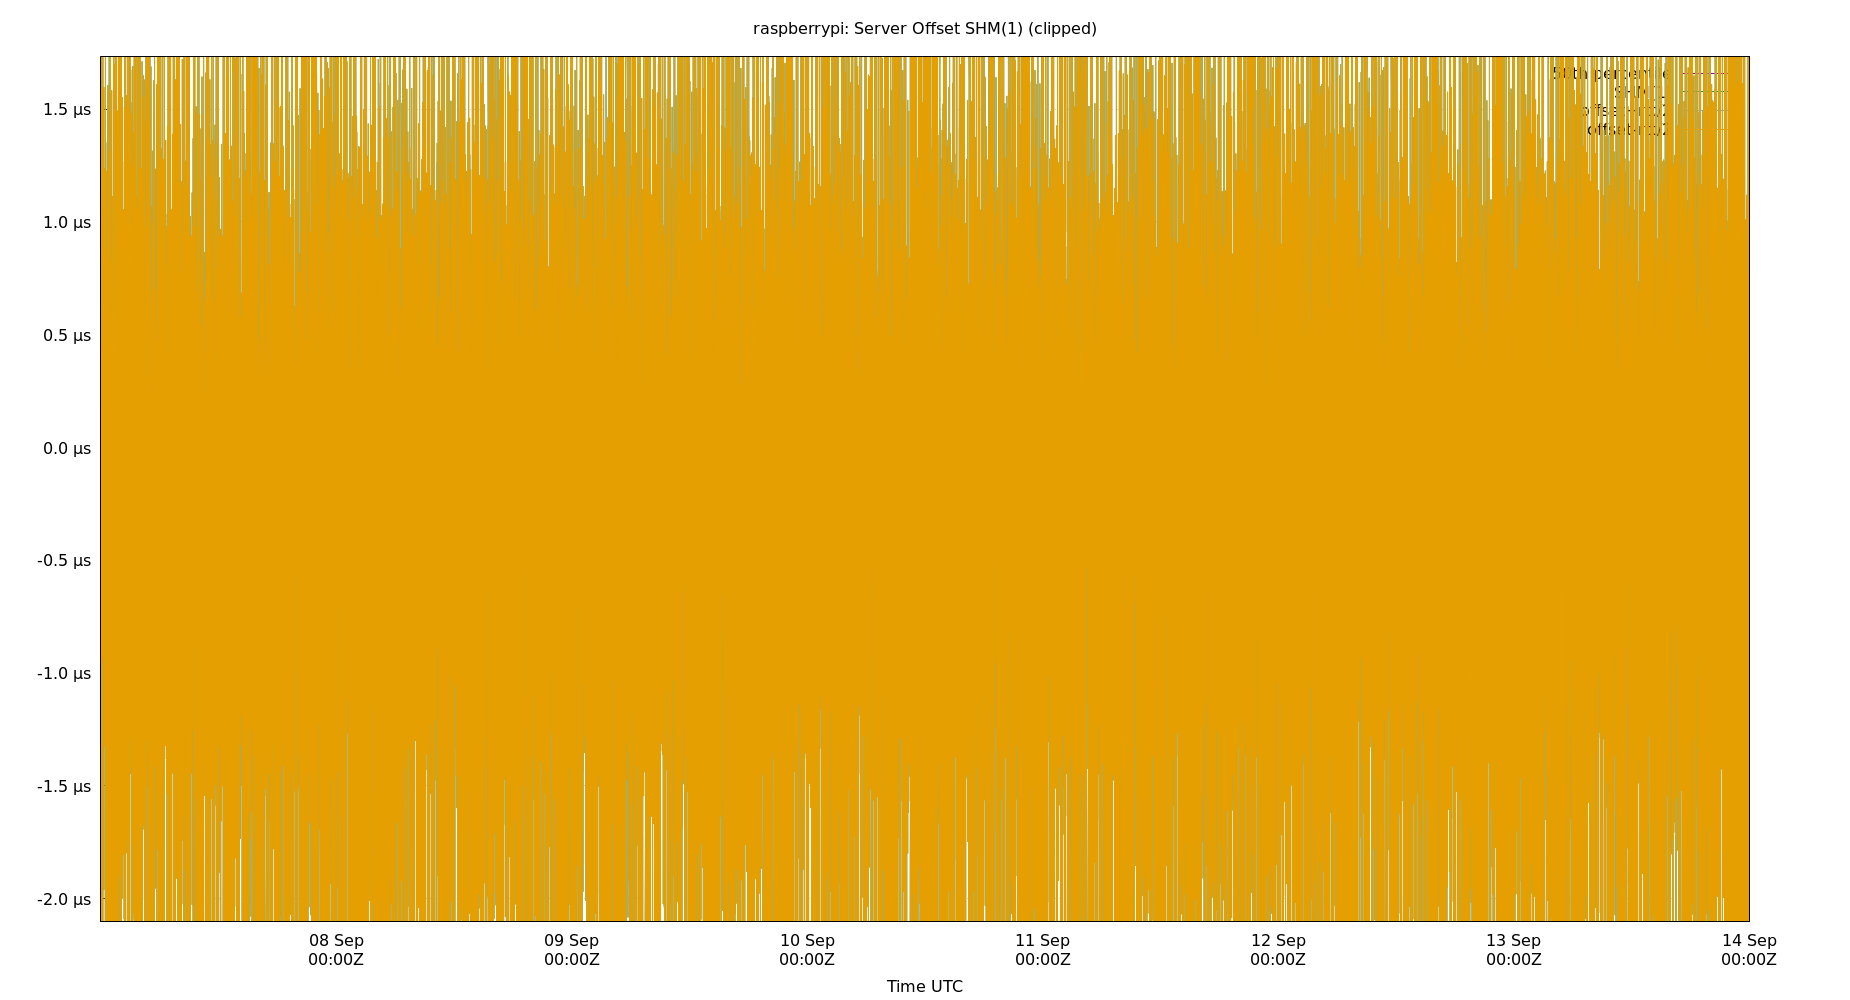 raspberrypi: Server Offset SHM(1) (clipped)
50th percentile
1.5 µs
1.0 µs
0.5 µs
0.0 µs
-0.5 µs
-1.0 µs
-1.5 µs
-2.0 µs
08 Sep 09 Sep 10 Sep 11 Sep 12 Sep 13 Sep 14 Sep
00:00Z 00:00Z 00:00Z 00:00Z 00:00Z 00:00Z 00:00Z
Time UTC